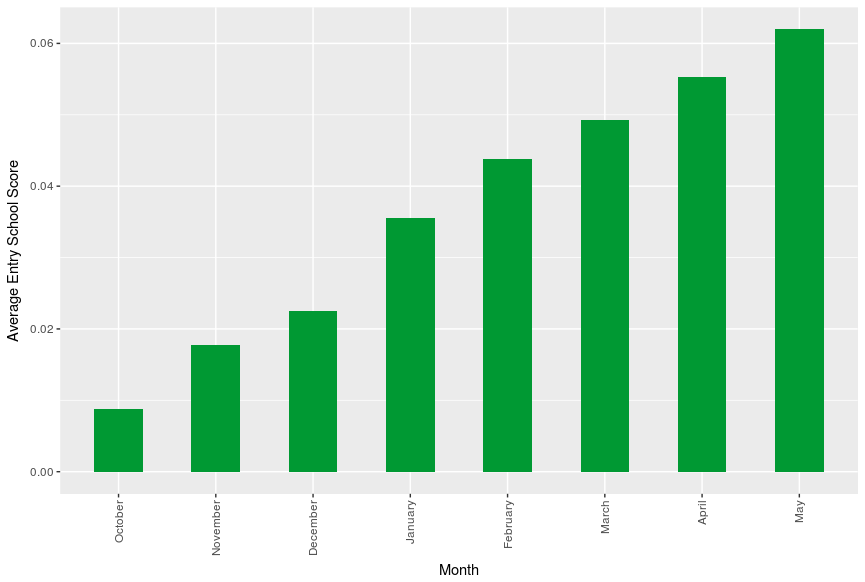 Average Entry School Score
0.06
0.04
0.02
0.00
October
November
December
January
February
March
April
May
Month